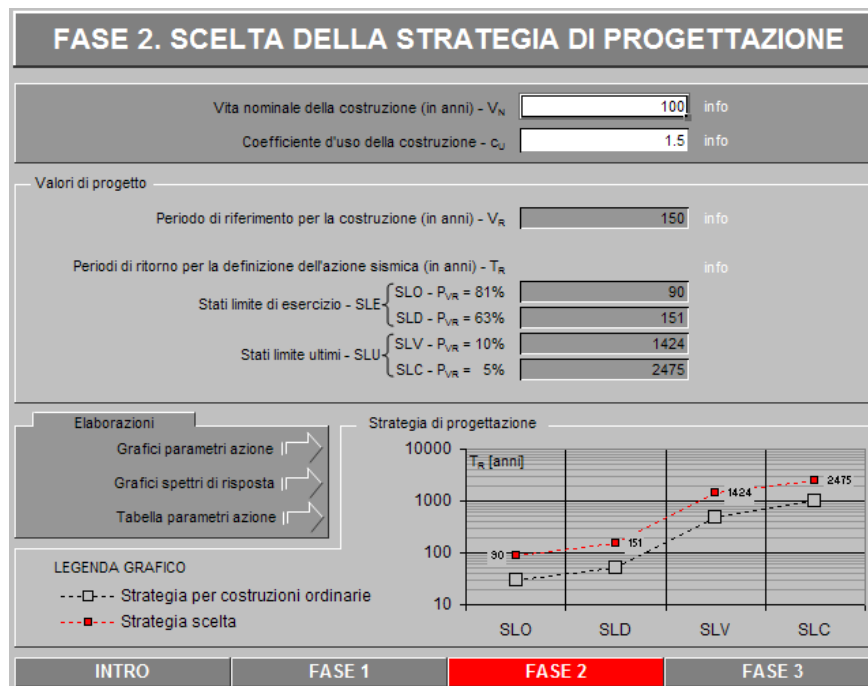 FASE 2. SCELTA DELLA STRATEGIA DI PROGETTAZIONE
Vita nominale della costruzione (in anni) - VN 100 info
Coefficiente d'uso della costruzione - cU 1.5 info
Valori di progetto
Periodo di riferimento per la costruzione (in anni) - VR 150 info
Periodi di ritorno per la definizione dell'azione sismica (in anni) - TR info
Stati limite di esercizio - SLE
SLO - PVR = 81% 90
SLD - PVR = 63% 151
Stati limite ultimi - SLU
SLV - PVR = 10% 1424
SLC - PVR = 5% 2475
Elaborazioni
Grafici parametri azione
Grafici spettri di risposta
Tabella parametri azione
Strategia di progettazione
TR [anni]
10000
1000
100
10
90
151
1424
2475
SLO SLD SLV SLC
LEGENDA GRAFICO
Strategia per costruzioni ordinarie
Strategia scelta
INTRO FASE 1 FASE 2 FASE 3